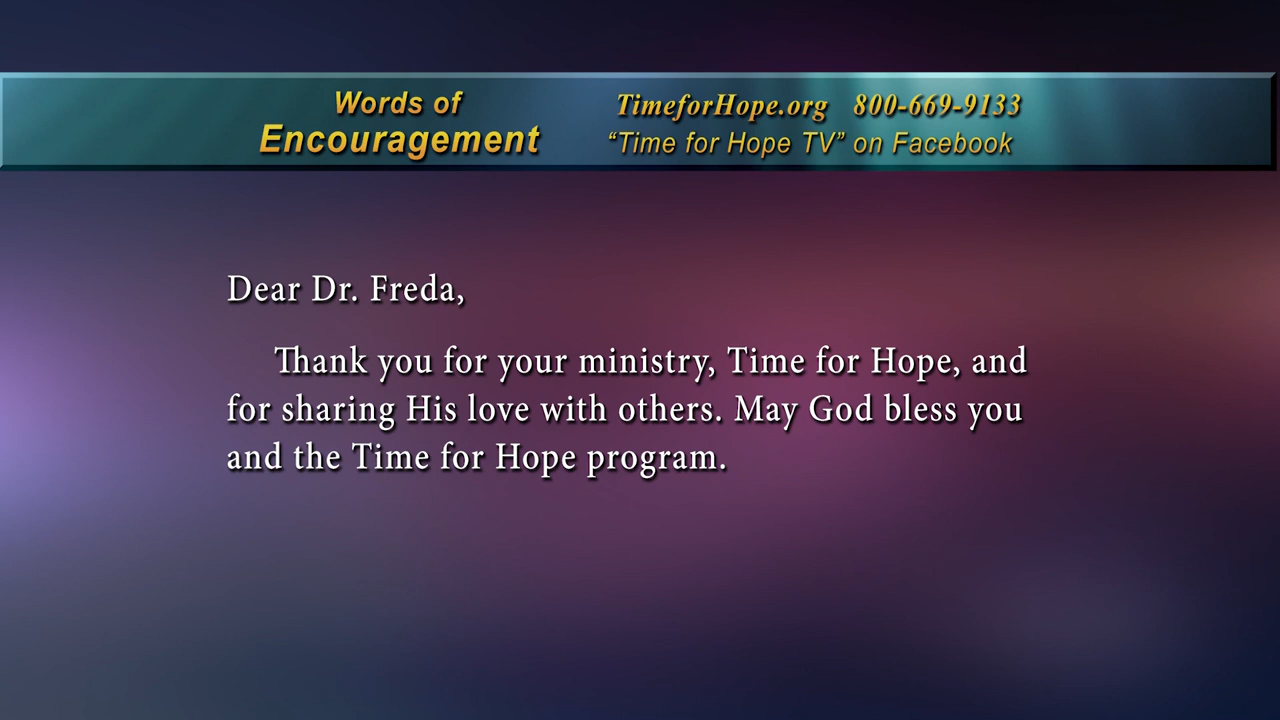 Words of
Encouragement
TimeforHope.org 800-669-9133
“Time for Hope TV” on Facebook
Dear Dr. Freda,
Thank you for your ministry, Time for Hope, and
for sharing His love with others. May God bless you
and the Time for Hope program.